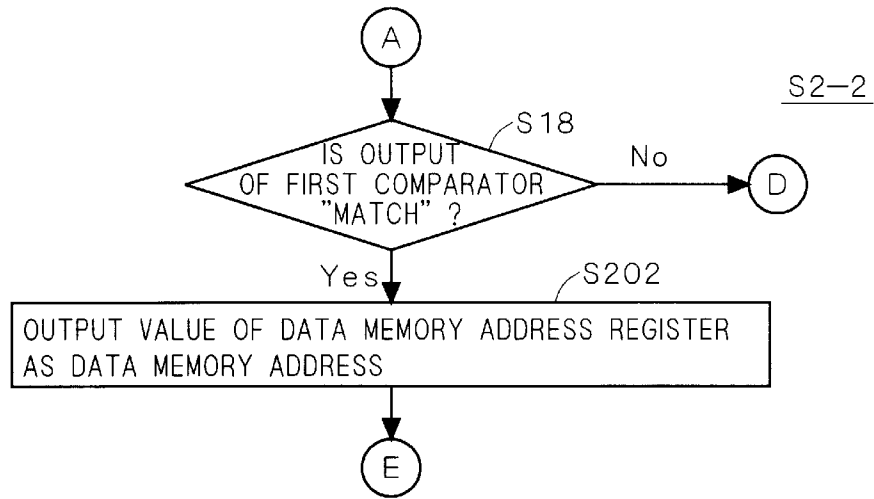 A
S2-2
S18
IS OUTPUT
OF FIRST COMPARATOR
"MATCH" ?
No
D
Yes
S202
OUTPUT VALUE OF DATA MEMORY ADDRESS REGISTER
AS DATA MEMORY ADDRESS
E